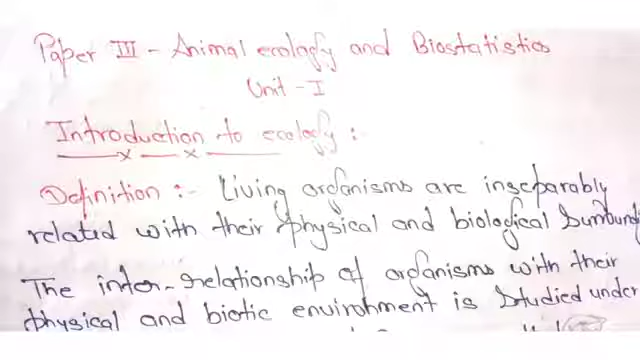 Paper III - Animal ecology and Biostatistics
Unit - I
Introduction to ecology :
Definition :- Living organisms are inseparably
related with their physical and biological Surround
The inter-relationship of organisms with their
physical and biotic environment is studied under